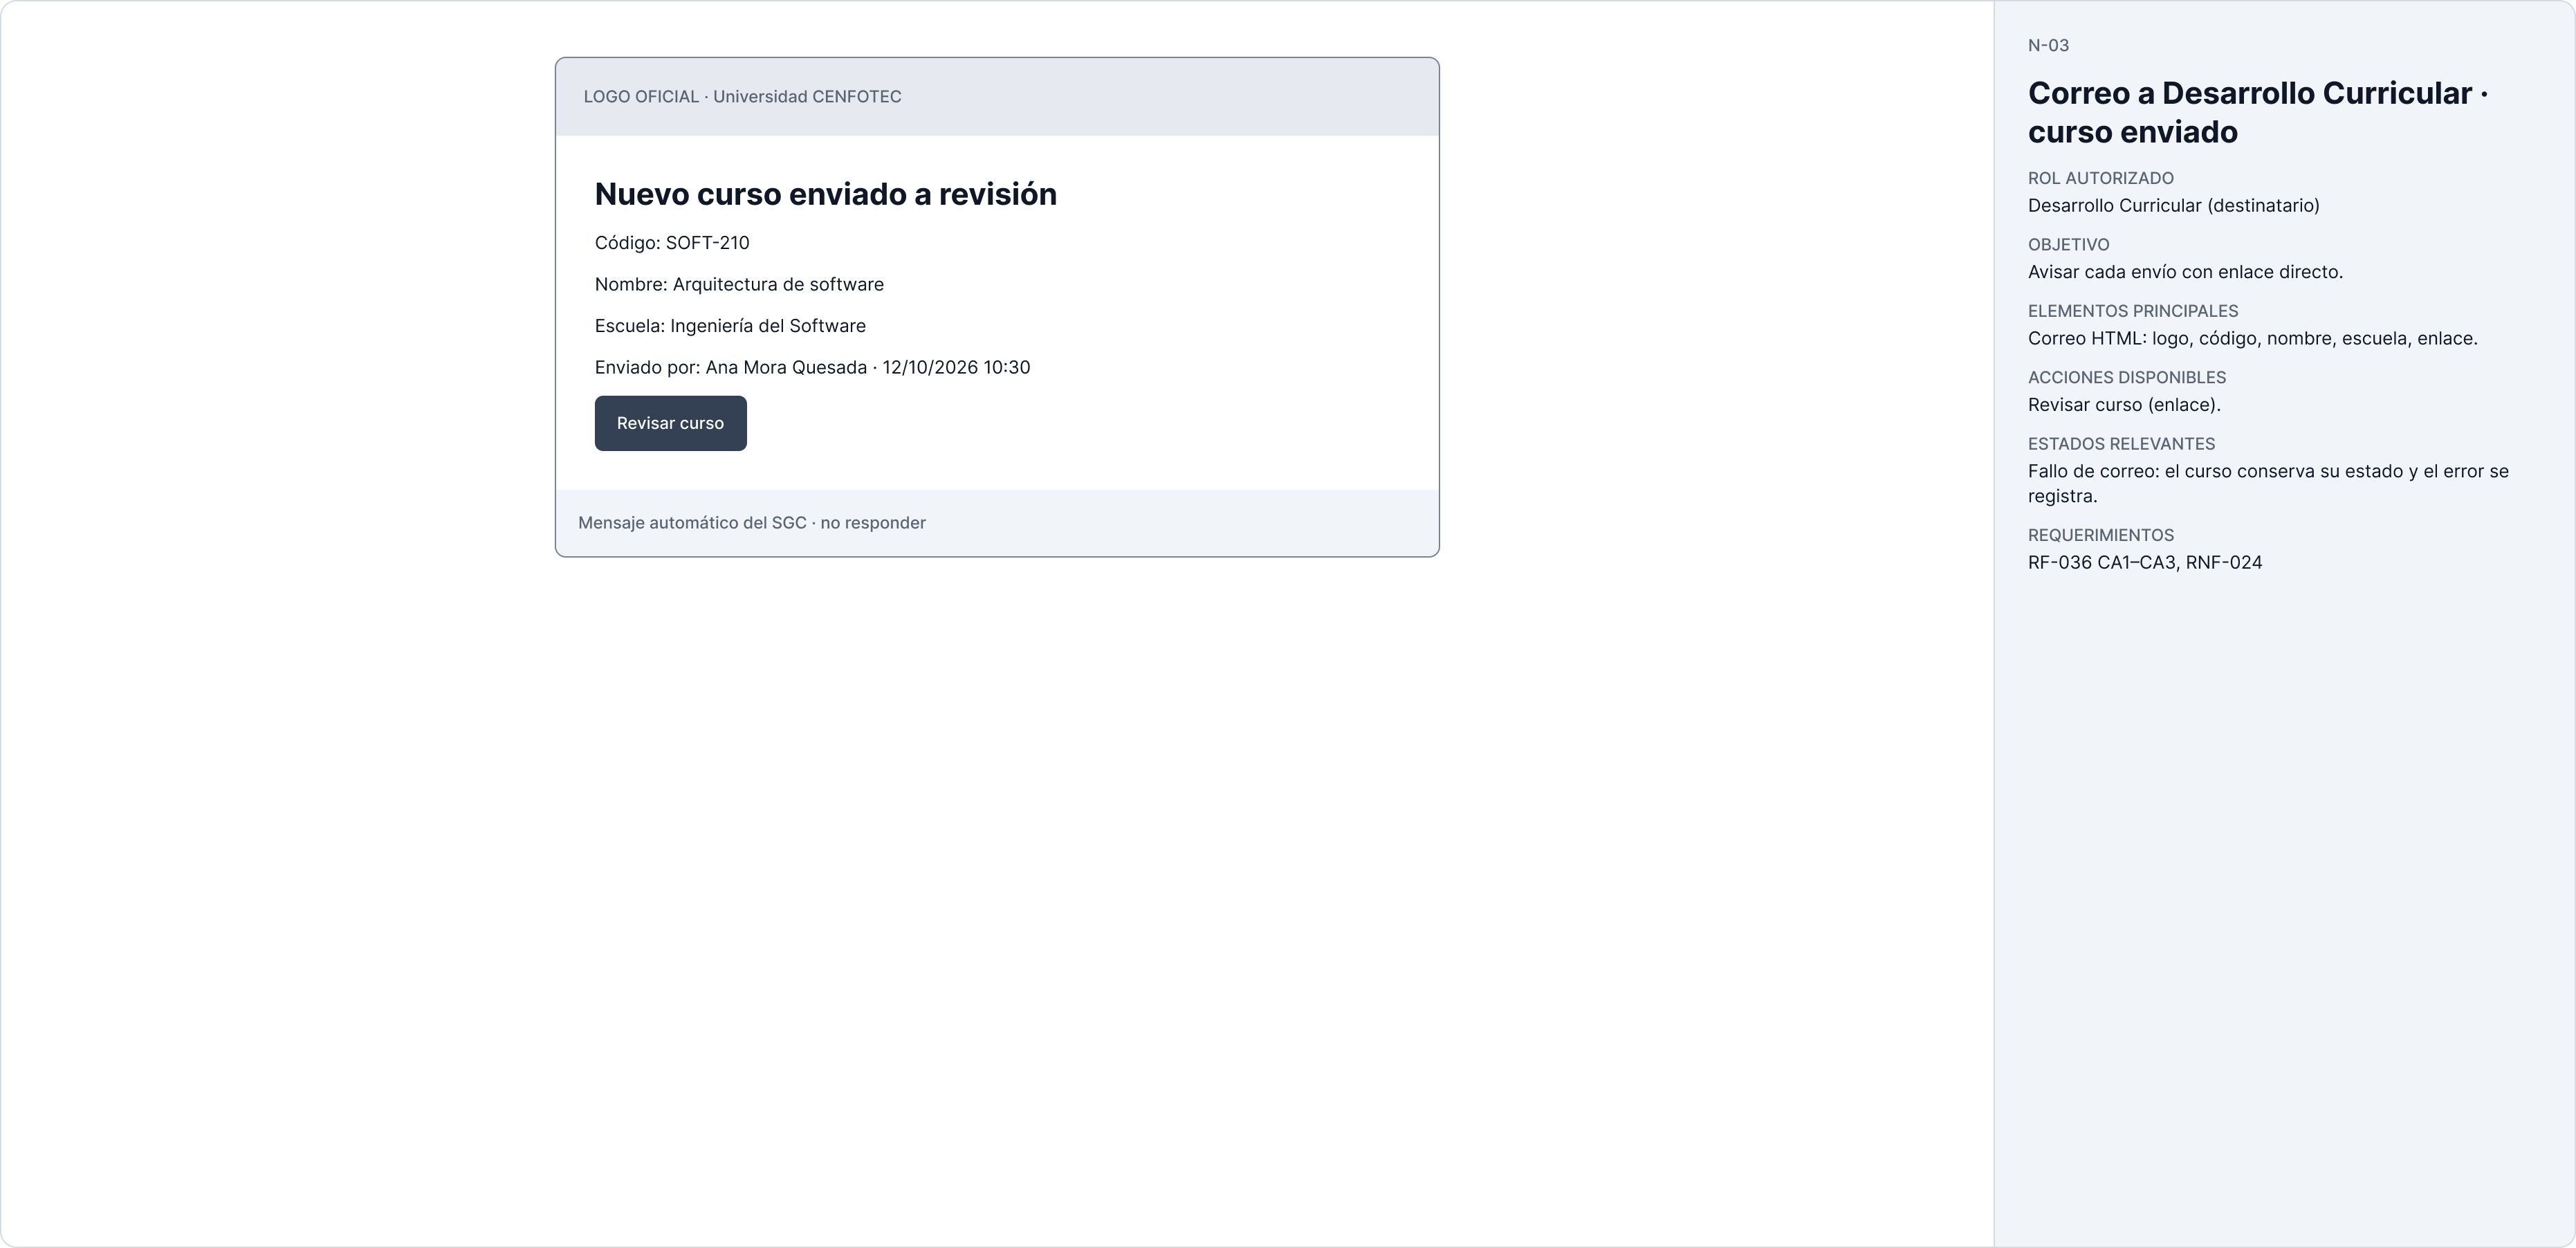 LOGO OFICIAL · Universidad CENFOTEC
Nuevo curso enviado a revisión
Código: SOFT-210
Nombre: Arquitectura de software
Escuela: Ingeniería del Software
Enviado por: Ana Mora Quesada · 12/10/2026 10:30
Revisar curso
Mensaje automático del SGC · no responder
N-03
Correo a Desarrollo Curricular ·
curso enviado
ROL AUTORIZADO
Desarrollo Curricular (destinatario)
OBJETIVO
Avisar cada envío con enlace directo.
ELEMENTOS PRINCIPALES
Correo HTML: logo, código, nombre, escuela, enlace.
ACCIONES DISPONIBLES
Revisar curso (enlace).
ESTADOS RELEVANTES
Fallo de correo: el curso conserva su estado y el error se
registra.
REQUERIMIENTOS
RF-036 CA1–CA3, RNF-024